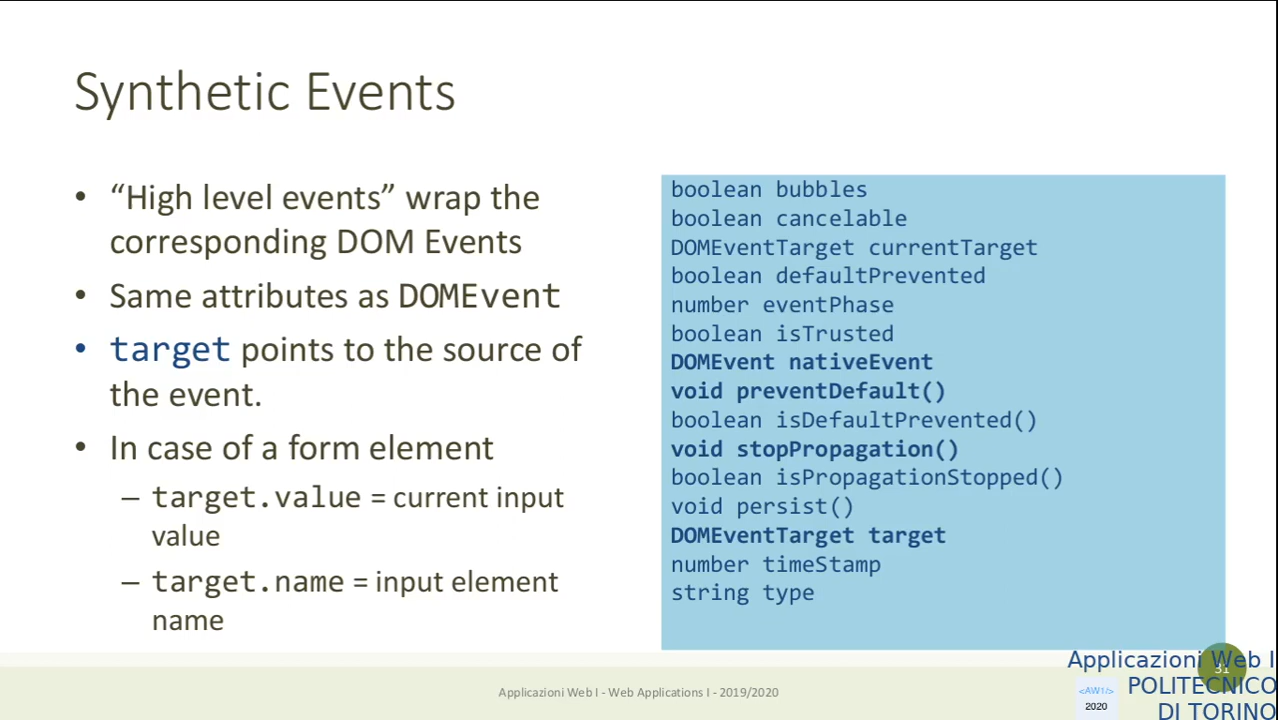 Synthetic Events
• “High level events” wrap the
corresponding DOM Events
• Same attributes as DOMEvent
• target points to the source of
the event.
• In case of a form element
– target.value = current input
value
– target.name = input element
name
boolean bubbles
boolean cancelable
DOMEventTarget currentTarget
boolean defaultPrevented
number eventPhase
boolean isTrusted
DOMEvent nativeEvent
void preventDefault()
boolean isDefaultPrevented()
void stopPropagation()
boolean isPropagationStopped()
void persist()
DOMEventTarget target
number timeStamp
string type
Applicazioni Web I - Web Applications I - 2019/2020
31
Applicazioni Web I
POLITECNICO
DI TORINO
<AW1/>
2020